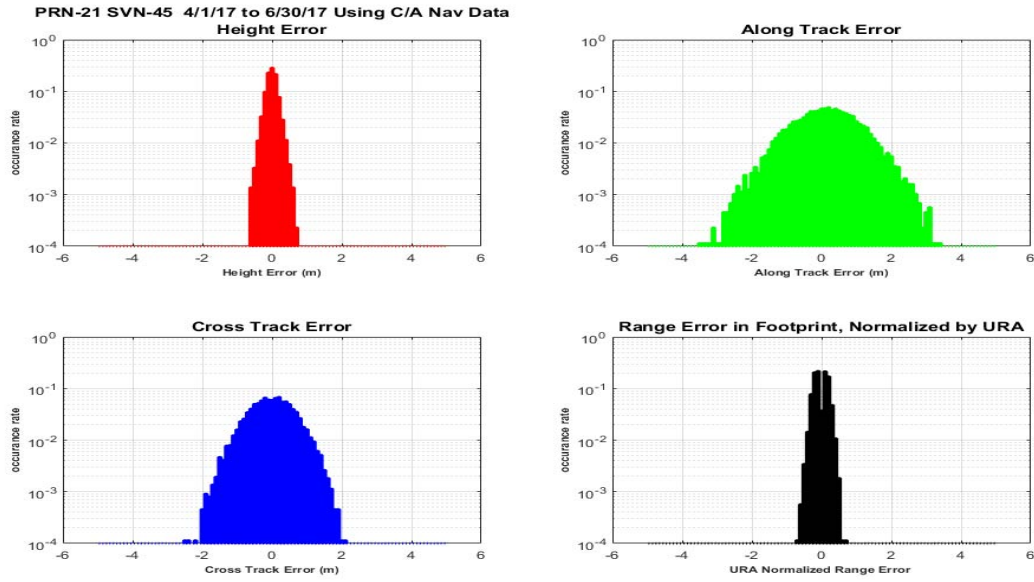 PRN-21 SVN-45 4/1/17 to 6/30/17 Using C/A Nav Data
Height Error
10^0
10^-1
10^-2
10^-3
10^-4
occurance rate
-6 -4 -2 0 2 4 6
Height Error (m)
Along Track Error
10^0
10^-1
10^-2
10^-3
10^-4
occurance rate
-6 -4 -2 0 2 4 6
Along Track Error (m)
Cross Track Error
10^0
10^-1
10^-2
10^-3
10^-4
occurance rate
-6 -4 -2 0 2 4 6
Cross Track Error (m)
Range Error in Footprint, Normalized by URA
10^0
10^-1
10^-2
10^-3
10^-4
occurance rate
-6 -4 -2 0 2 4 6
URA Normalized Range Error